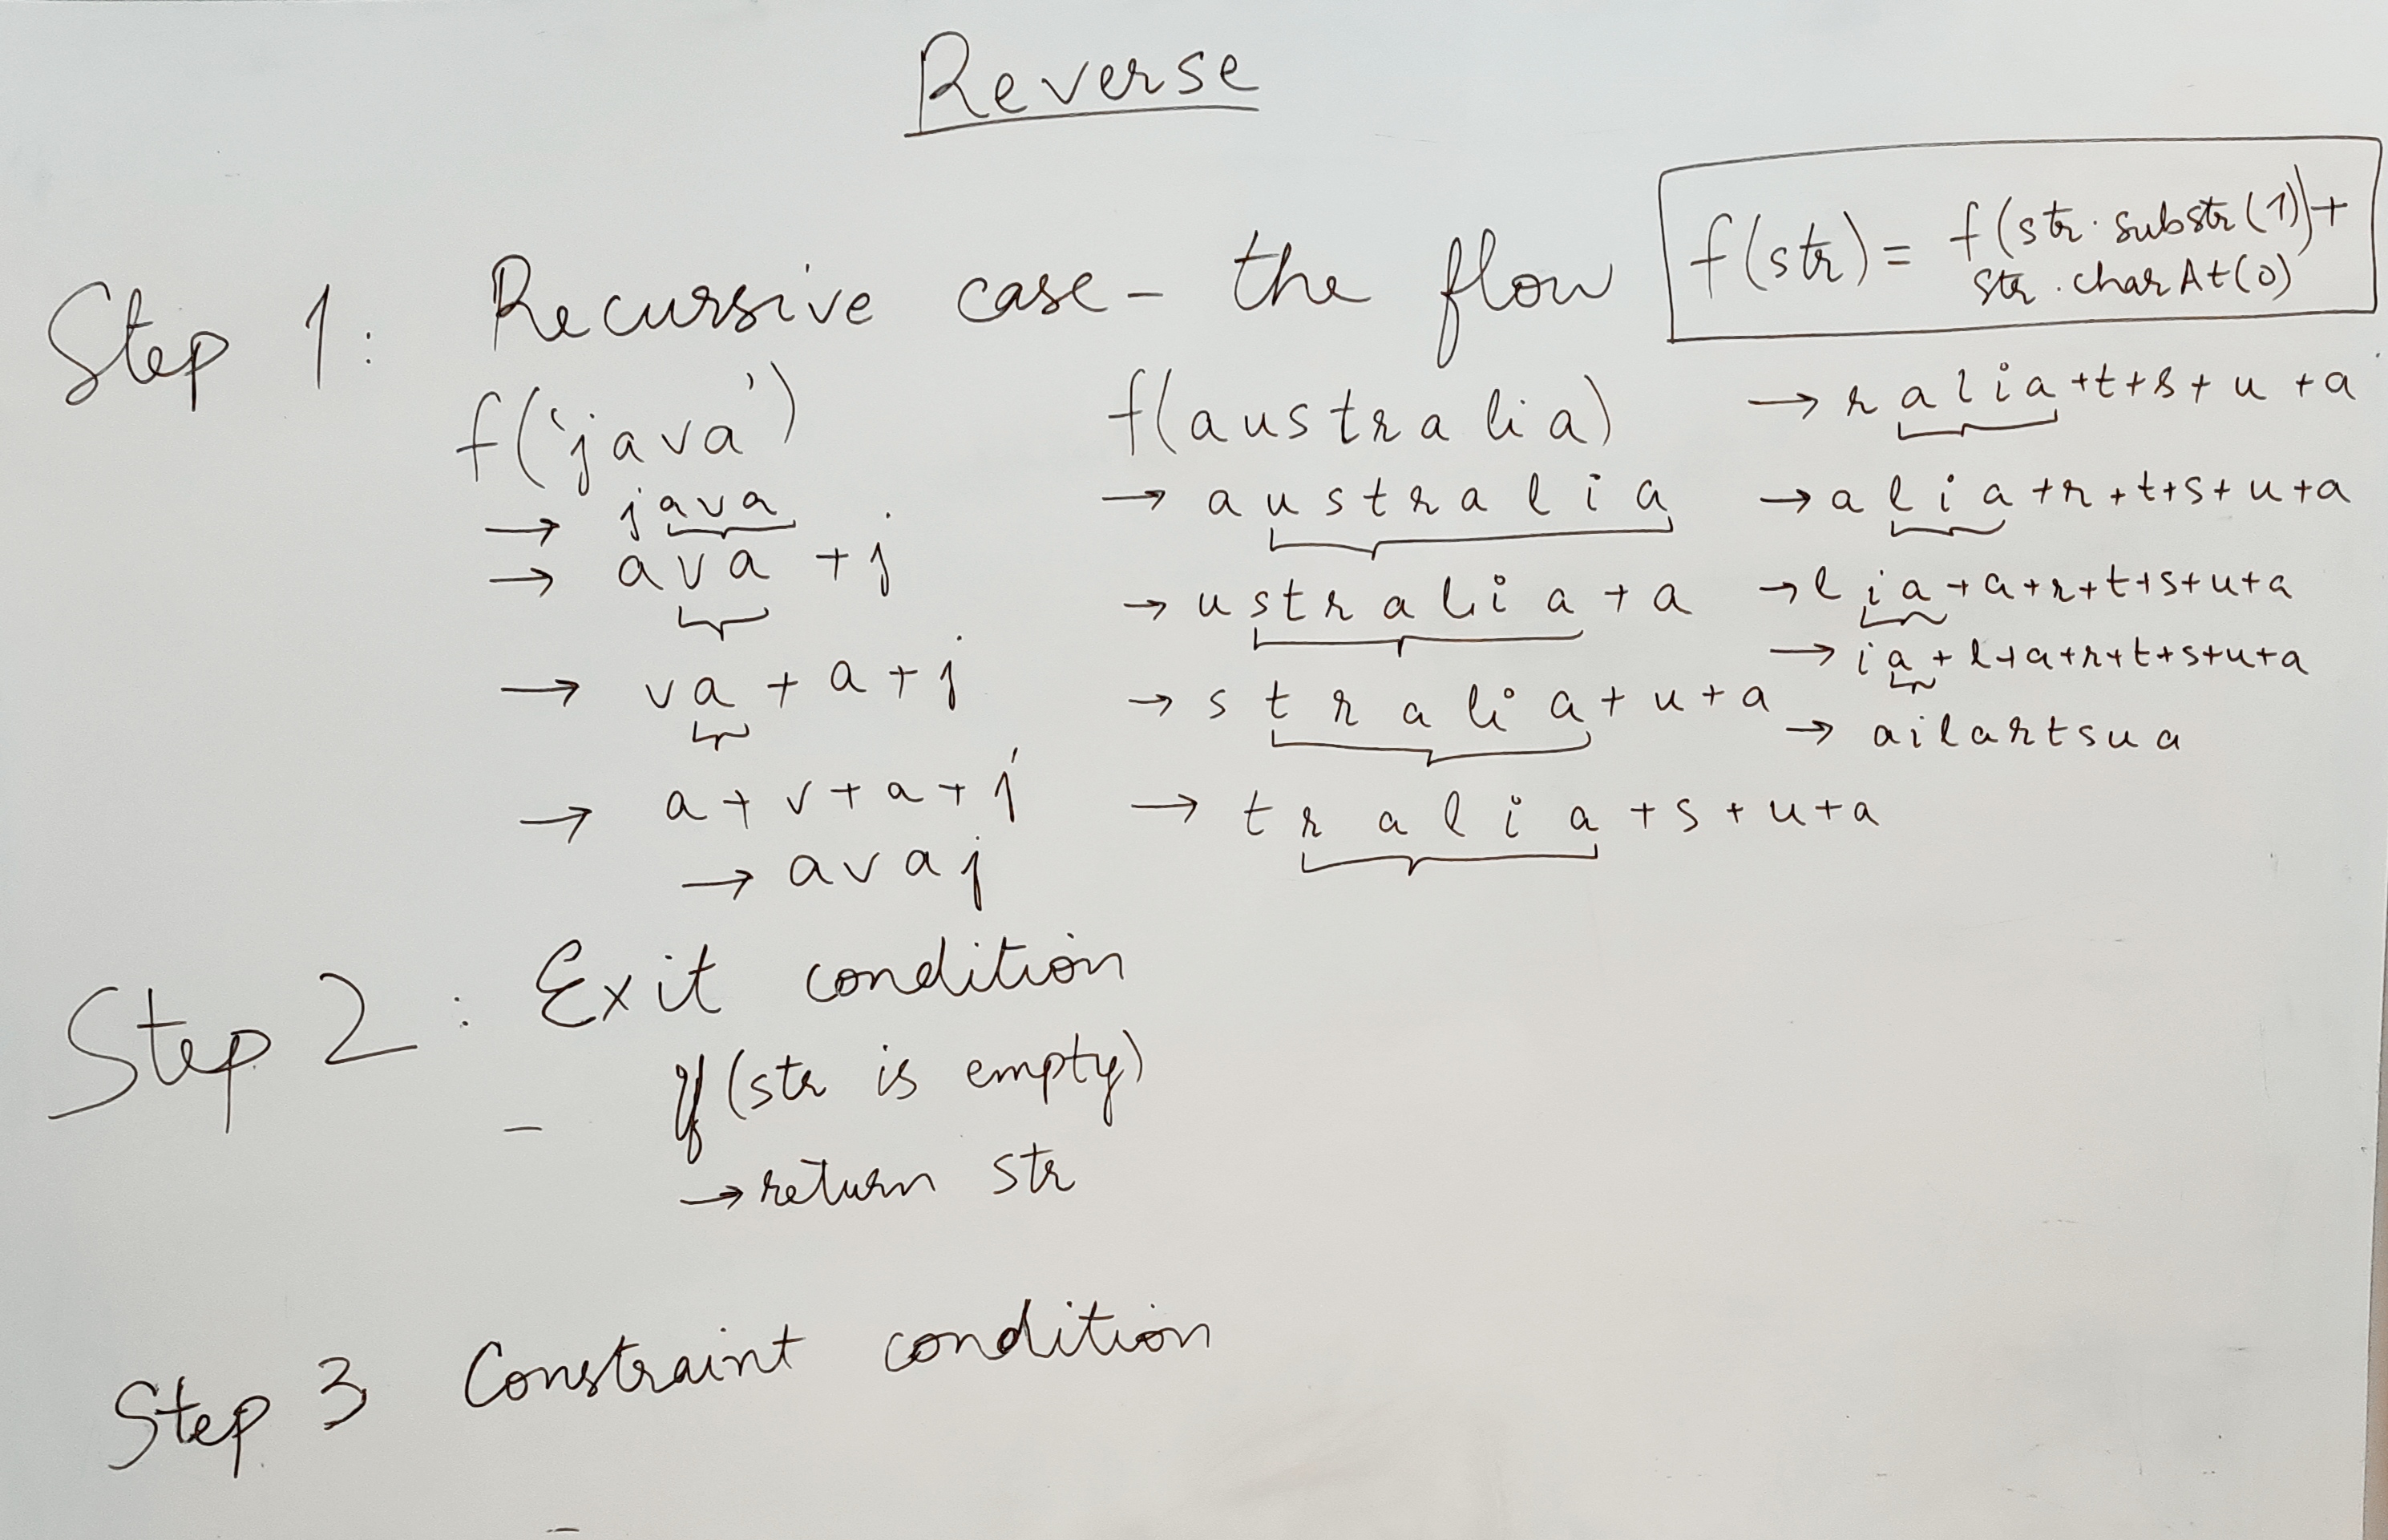 Reverse
Step 1: Recursive case - the flow
f(str) = f(str.substr(1)) +
str.charAt(0)
f('java')
→ java
→ ava + j
→ va + a + j
→ a + v + a + j
→ avaj
f(australia)
→ australia
→ ustralia + a
→ stralia + u + a
→ tralia + s + u + a
→ ralia + t + s + u + a
→ alia + r + t + s + u + a
→ lia + a + r + t + s + u + a
→ ia + l + a + r + t + s + u + a
→ ailartsua
Step 2: Exit condition
- if (str is empty)
→ return str
Step 3 Constraint condition
-